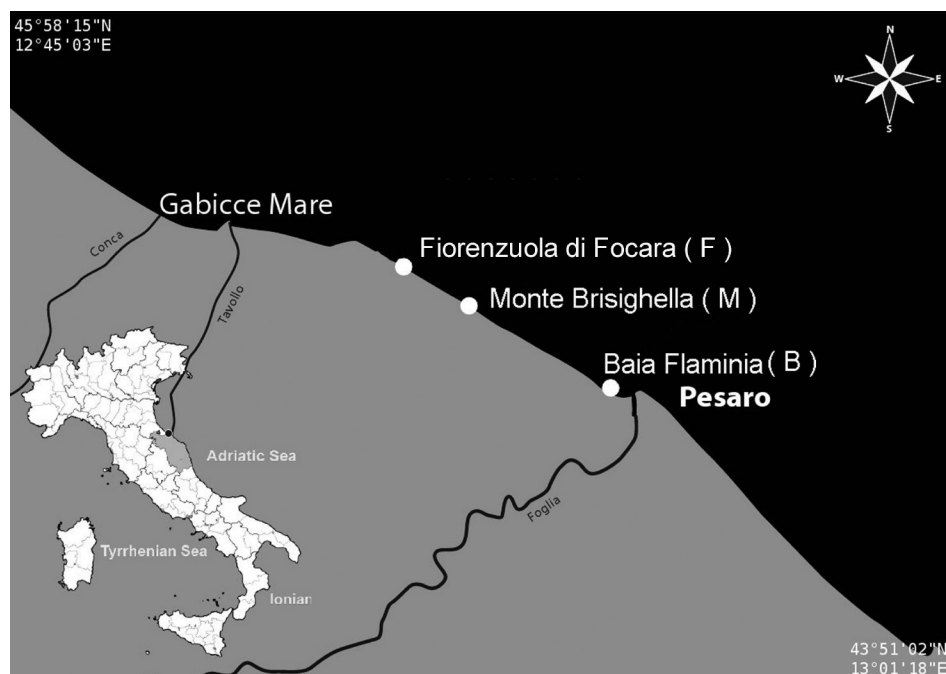 45°58'15"N
12°45'03"E
N
W
E
S
Gabicce Mare
Conca
Fiorenzuola di Focara ( F )
Tavollo
Monte Brisighella ( M )
Baia Flaminia ( B )
Pesaro
Adriatic Sea
Foglia
Tyrrhenian Sea
Ionian
43°51'02"N
13°01'18"E